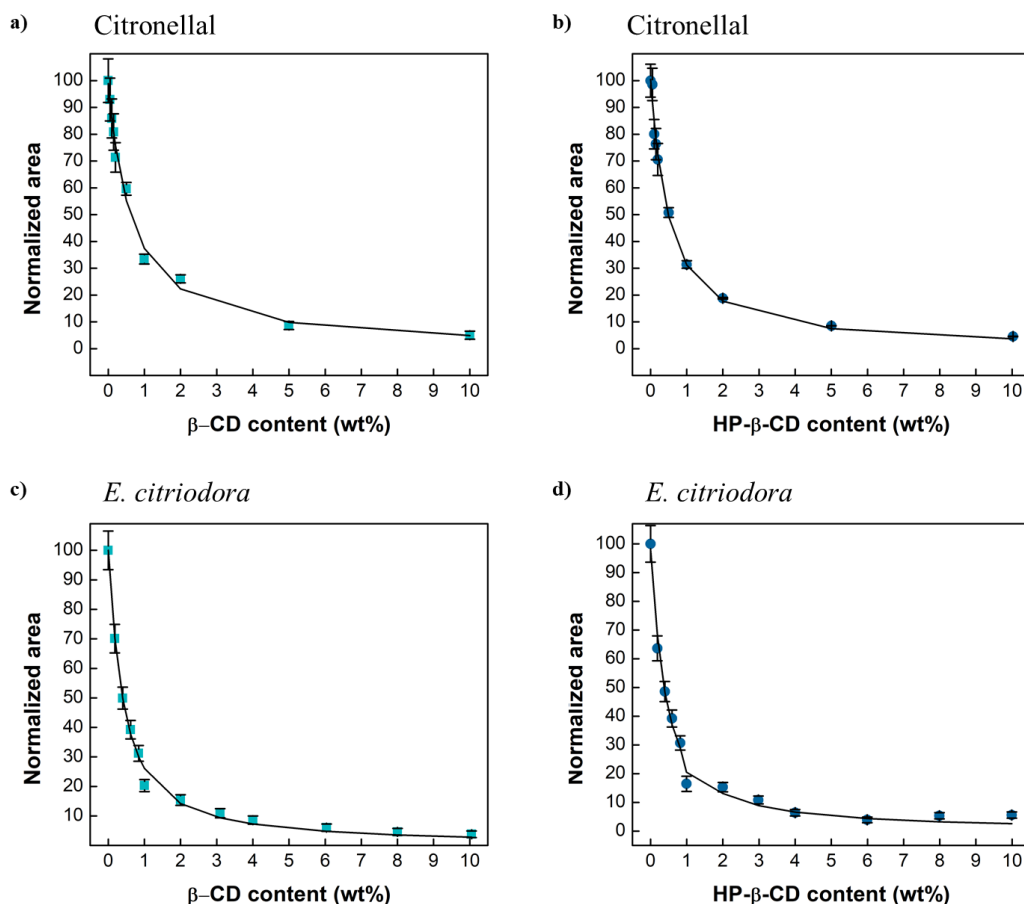 a) Citronellal
Normalized area
100
90
80
70
60
50
40
30
20
10
0
0 1 2 3 4 5 6 7 8 9 10
β–CD content (wt%)
b) Citronellal
Normalized area
100
90
80
70
60
50
40
30
20
10
0
0 1 2 3 4 5 6 7 8 9 10
HP-β-CD content (wt%)
c) E. citriodora
Normalized area
100
90
80
70
60
50
40
30
20
10
0 1 2 3 4 5 6 7 8 9 10
β–CD content (wt%)
d) E. citriodora
Normalized area
100
90
80
70
60
50
40
30
20
10
0
0 1 2 3 4 5 6 7 8 9 10
HP-β-CD content (wt%)